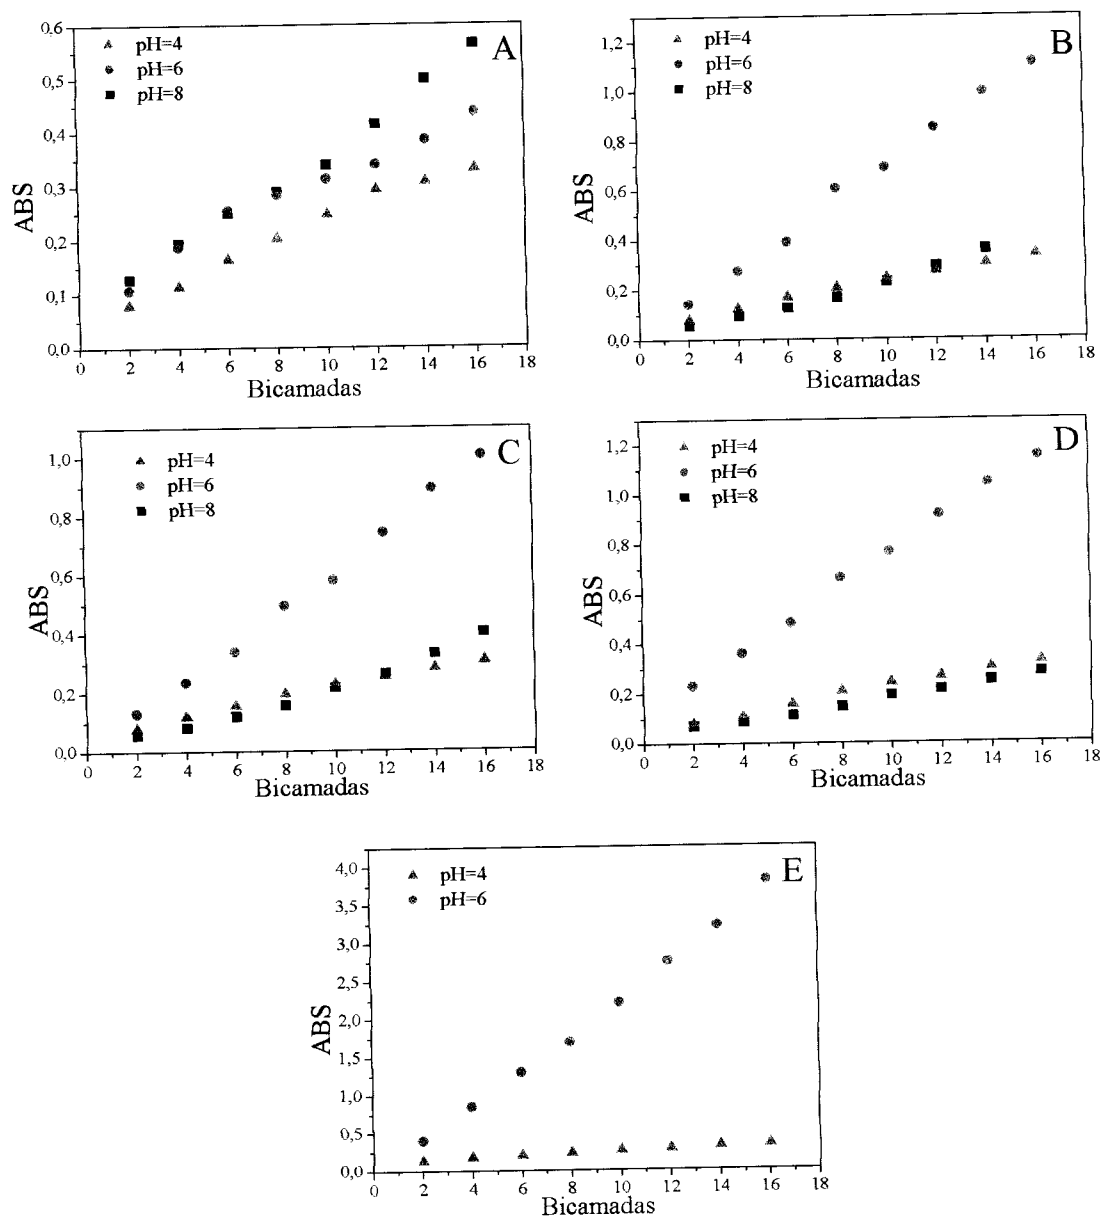 A
pH=4
pH=6
pH=8
0,6
0,5
0,4
0,3
0,2
0,1
0,0
ABS
2 4 6 8 10 12 14 16 18
Bicamadas
B
pH=4
pH=6
pH=8
1,2
1,0
0,8
0,6
0,4
0,2
0,0
ABS
0 2 4 6 8 10 12 14 16 18
Bicamadas
C
pH=4
pH=6
pH=8
1,0
0,8
0,6
0,4
0,2
0,0
ABS
0 2 4 6 8 10 12 14 16 18
Bicamadas
D
pH=4
pH=6
pH=8
1,2
1,0
0,8
0,6
0,4
0,2
0,0
ABS
0 2 4 6 8 10 12 14 16 18
Bicamadas
E
pH=4
pH=6
4,0
3,5
3,0
2,5
2,0
1,5
1,0
0,5
0,0
ABS
0 2 4 6 8 10 12 14 16 18
Bicamadas